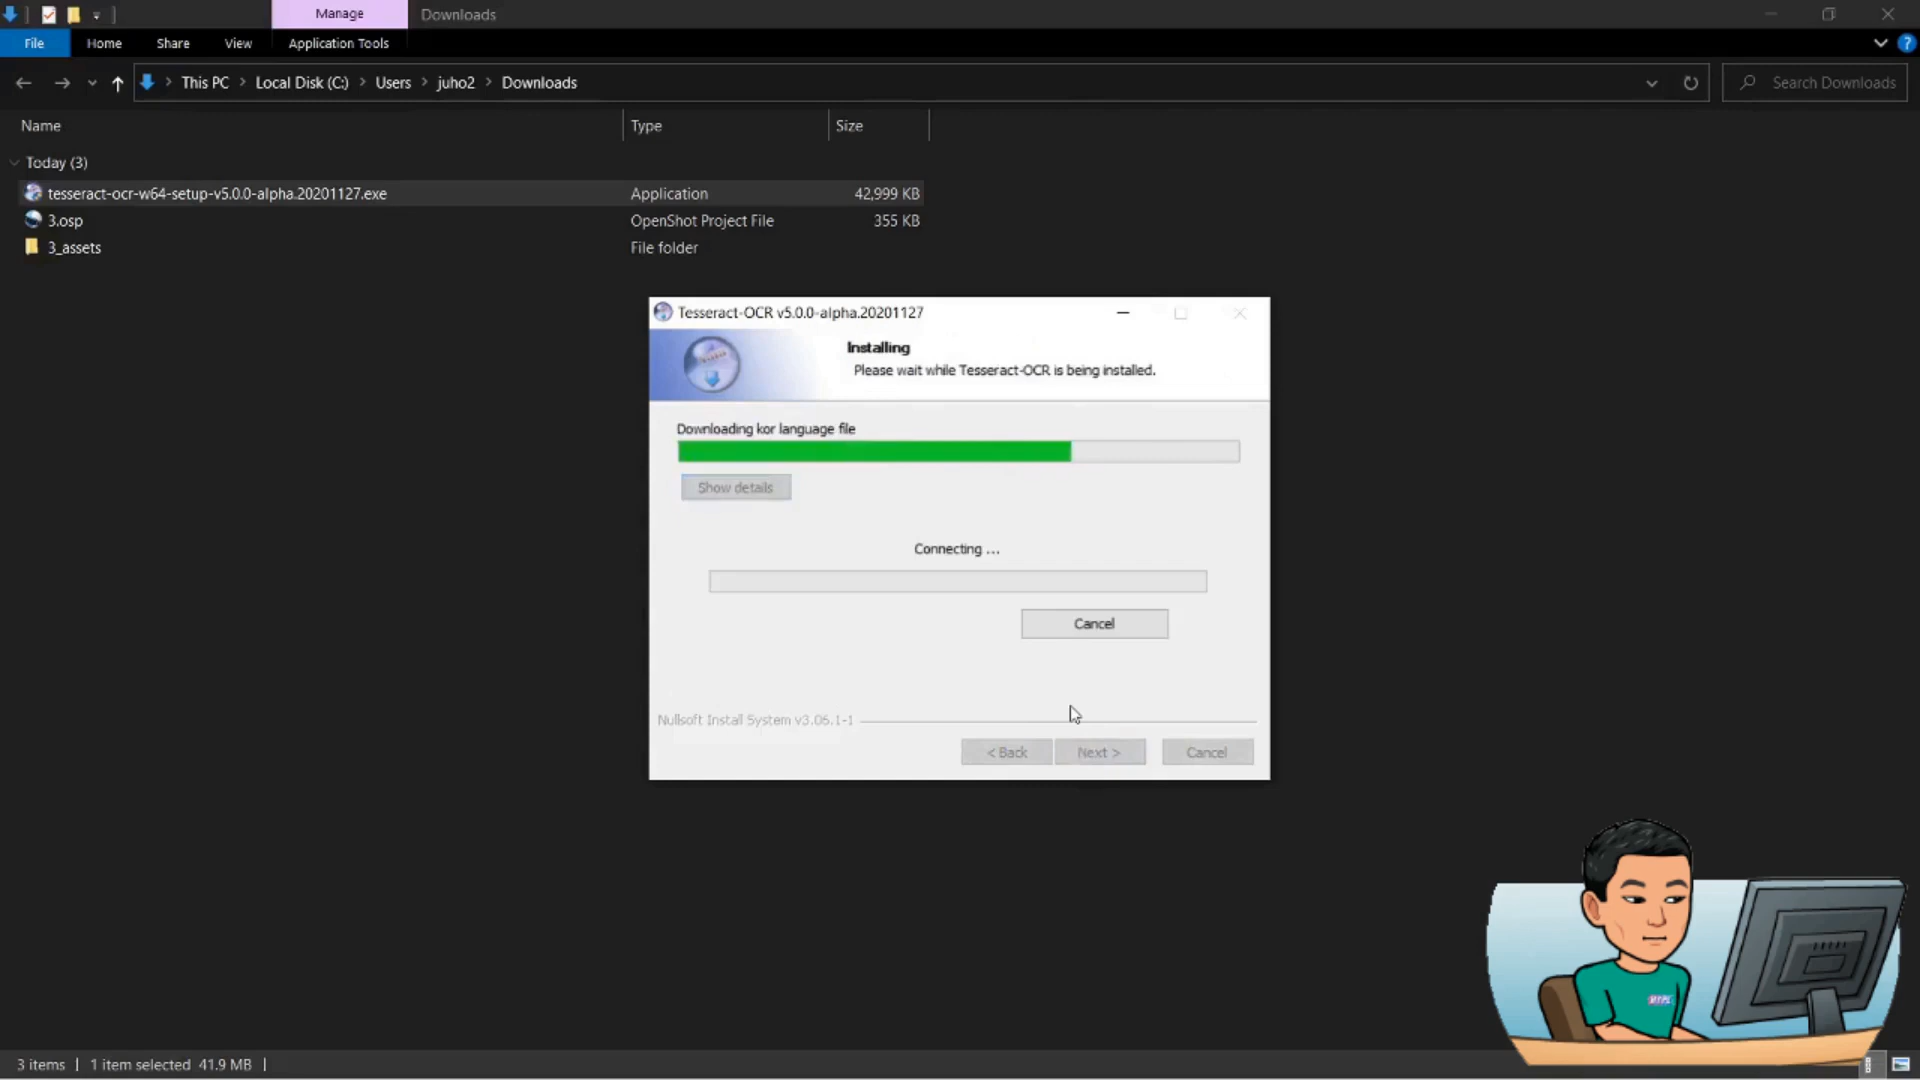 Manage
Downloads
File
Home
Share
View
Application Tools
This PC
Local Disk (C:)
Users
juho2
Downloads
Search Downloads
Name
Type
Size
Today (3)
tesseract-ocr-w64-setup-v5.0.0-alpha.20201127.exe
Application
42,999 KB
3.osp
OpenShot Project File
355 KB
3_assets
File folder
Tesseract-OCR v5.0.0-alpha.20201127
Installing
Please wait while Tesseract-OCR is being installed.
Downloading kor language file
Show details
Connecting ...
Cancel
Nullsoft Install System v3.06.1-1
< Back
Next >
Cancel
3 items
1 item selected 41.9 MB